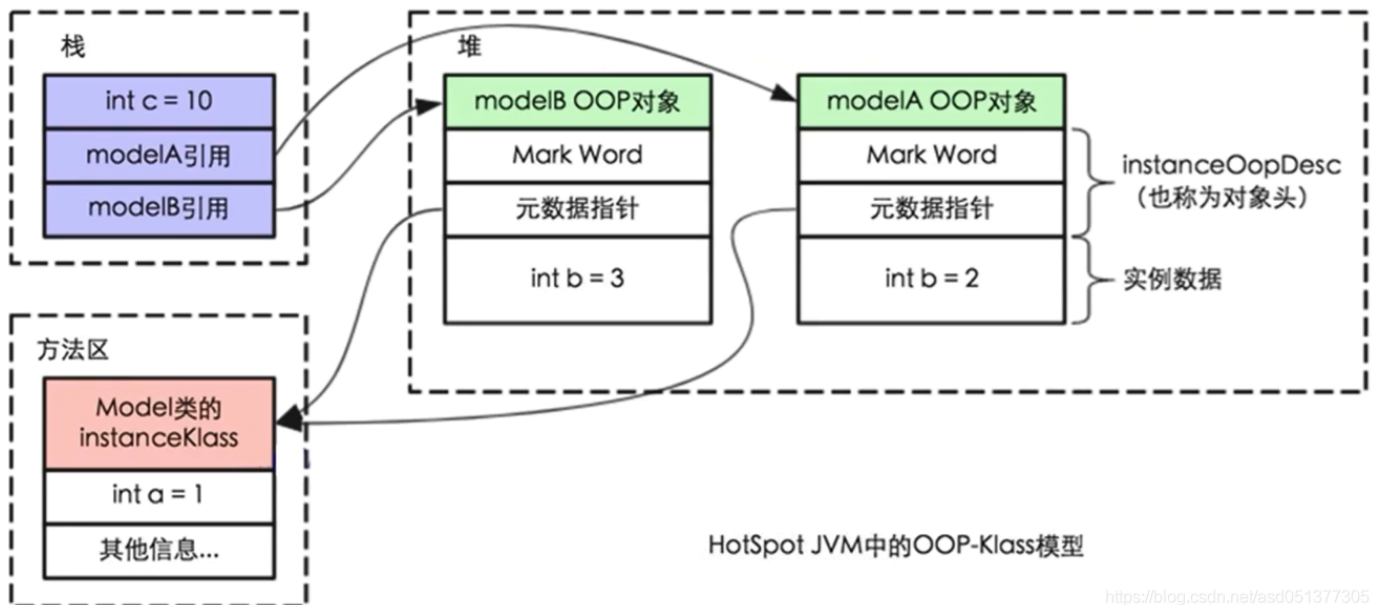 栈
int c = 10
modelA引用
modelB引用
堆
modelB OOP对象
Mark Word
元数据指针
int b = 3
modelA OOP对象
Mark Word
元数据指针
int b = 2
instanceOopDesc
(也称为对象头)
实例数据
方法区
Model类的
instanceKlass
int a = 1
其他信息...
HotSpot JVM中的OOP-Klass模型
https://blog.csdn.net/asd051377305